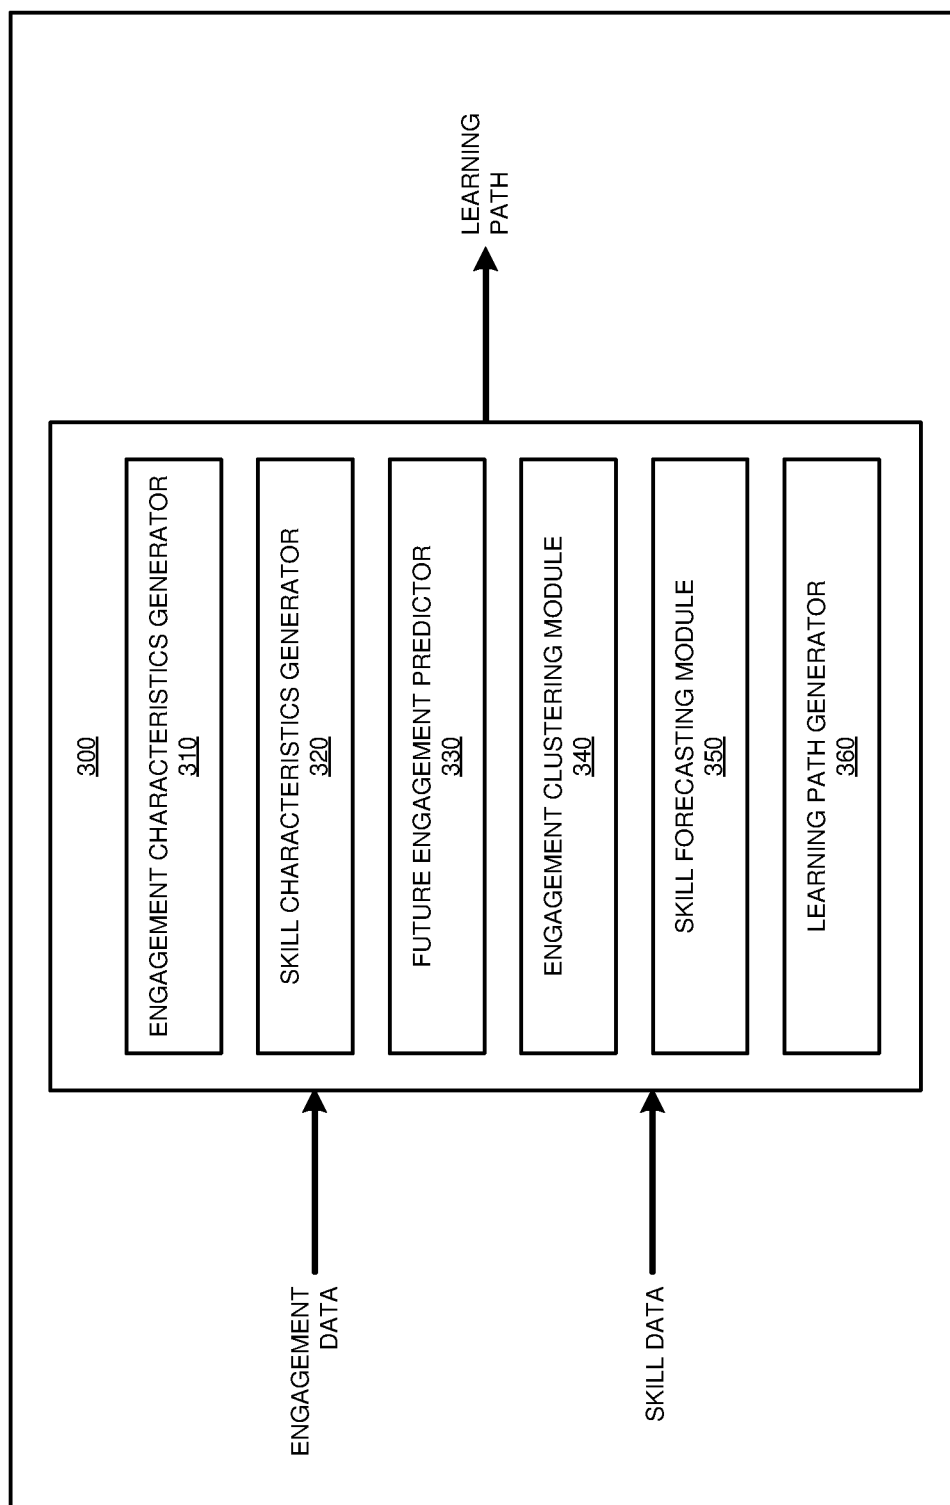 300
ENGAGEMENT CHARACTERISTICS GENERATOR
310
SKILL CHARACTERISTICS GENERATOR
320
FUTURE ENGAGEMENT PREDICTOR
330
ENGAGEMENT CLUSTERING MODULE
340
SKILL FORECASTING MODULE
350
LEARNING PATH GENERATOR
360
ENGAGEMENT
DATA
SKILL DATA
LEARNING
PATH